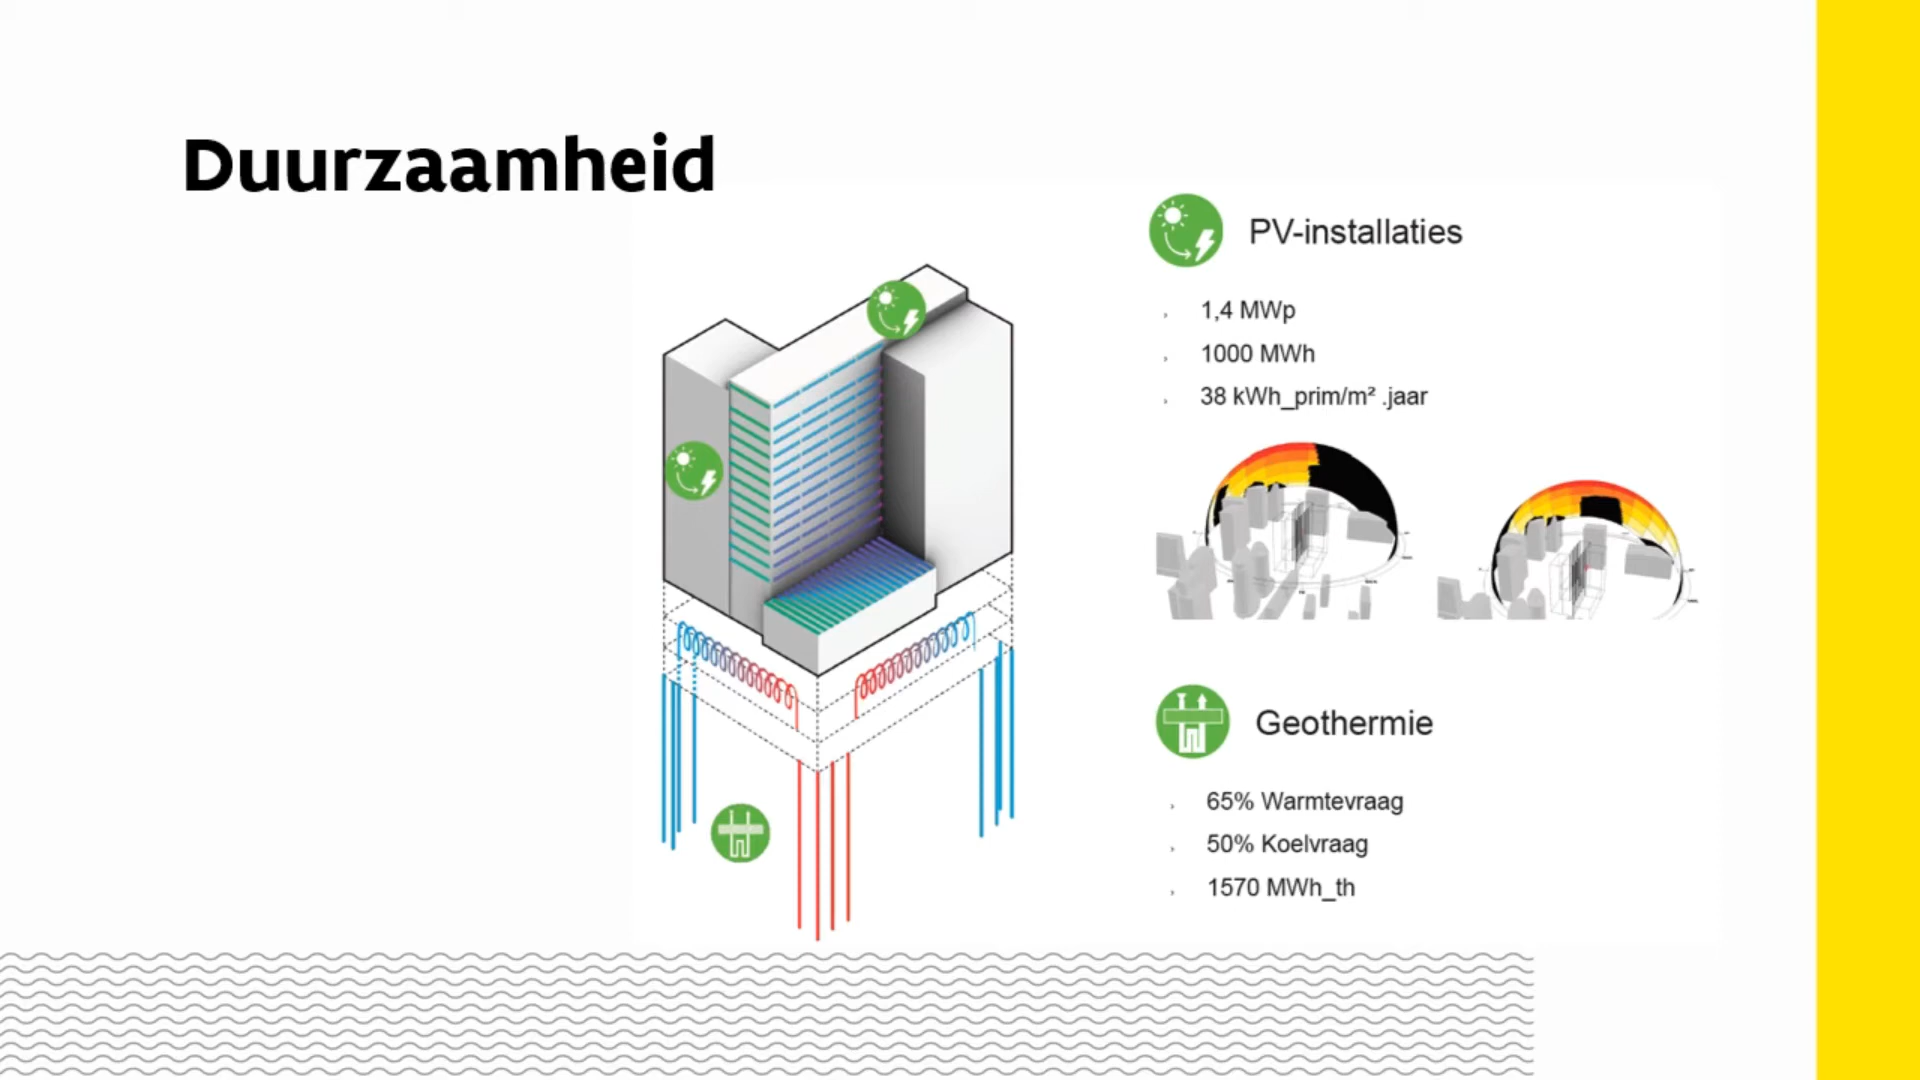 Duurzaamheid
PV-installaties
1,4 MWp
1000 MWh
38 kWh_prim/m² .jaar
Geothermie
65% Warmtevraag
50% Koelvraag
1570 MWh_th